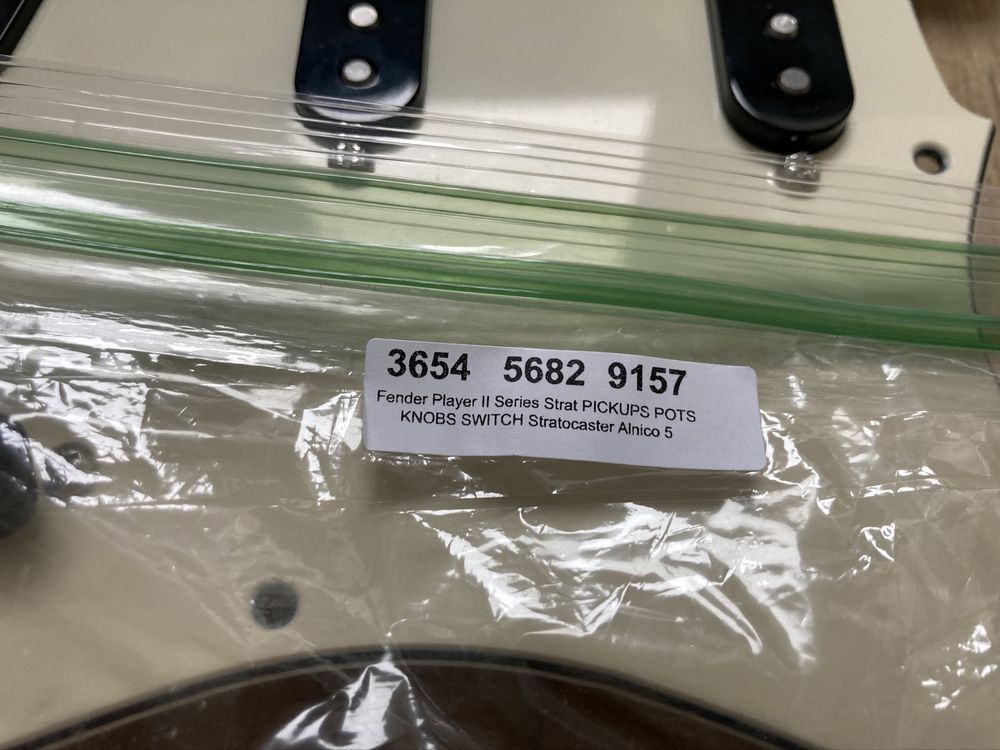 3654 5682 9157
Fender Player II Series Strat PICKUPS POTS
KNOBS SWITCH Stratocaster Alnico 5